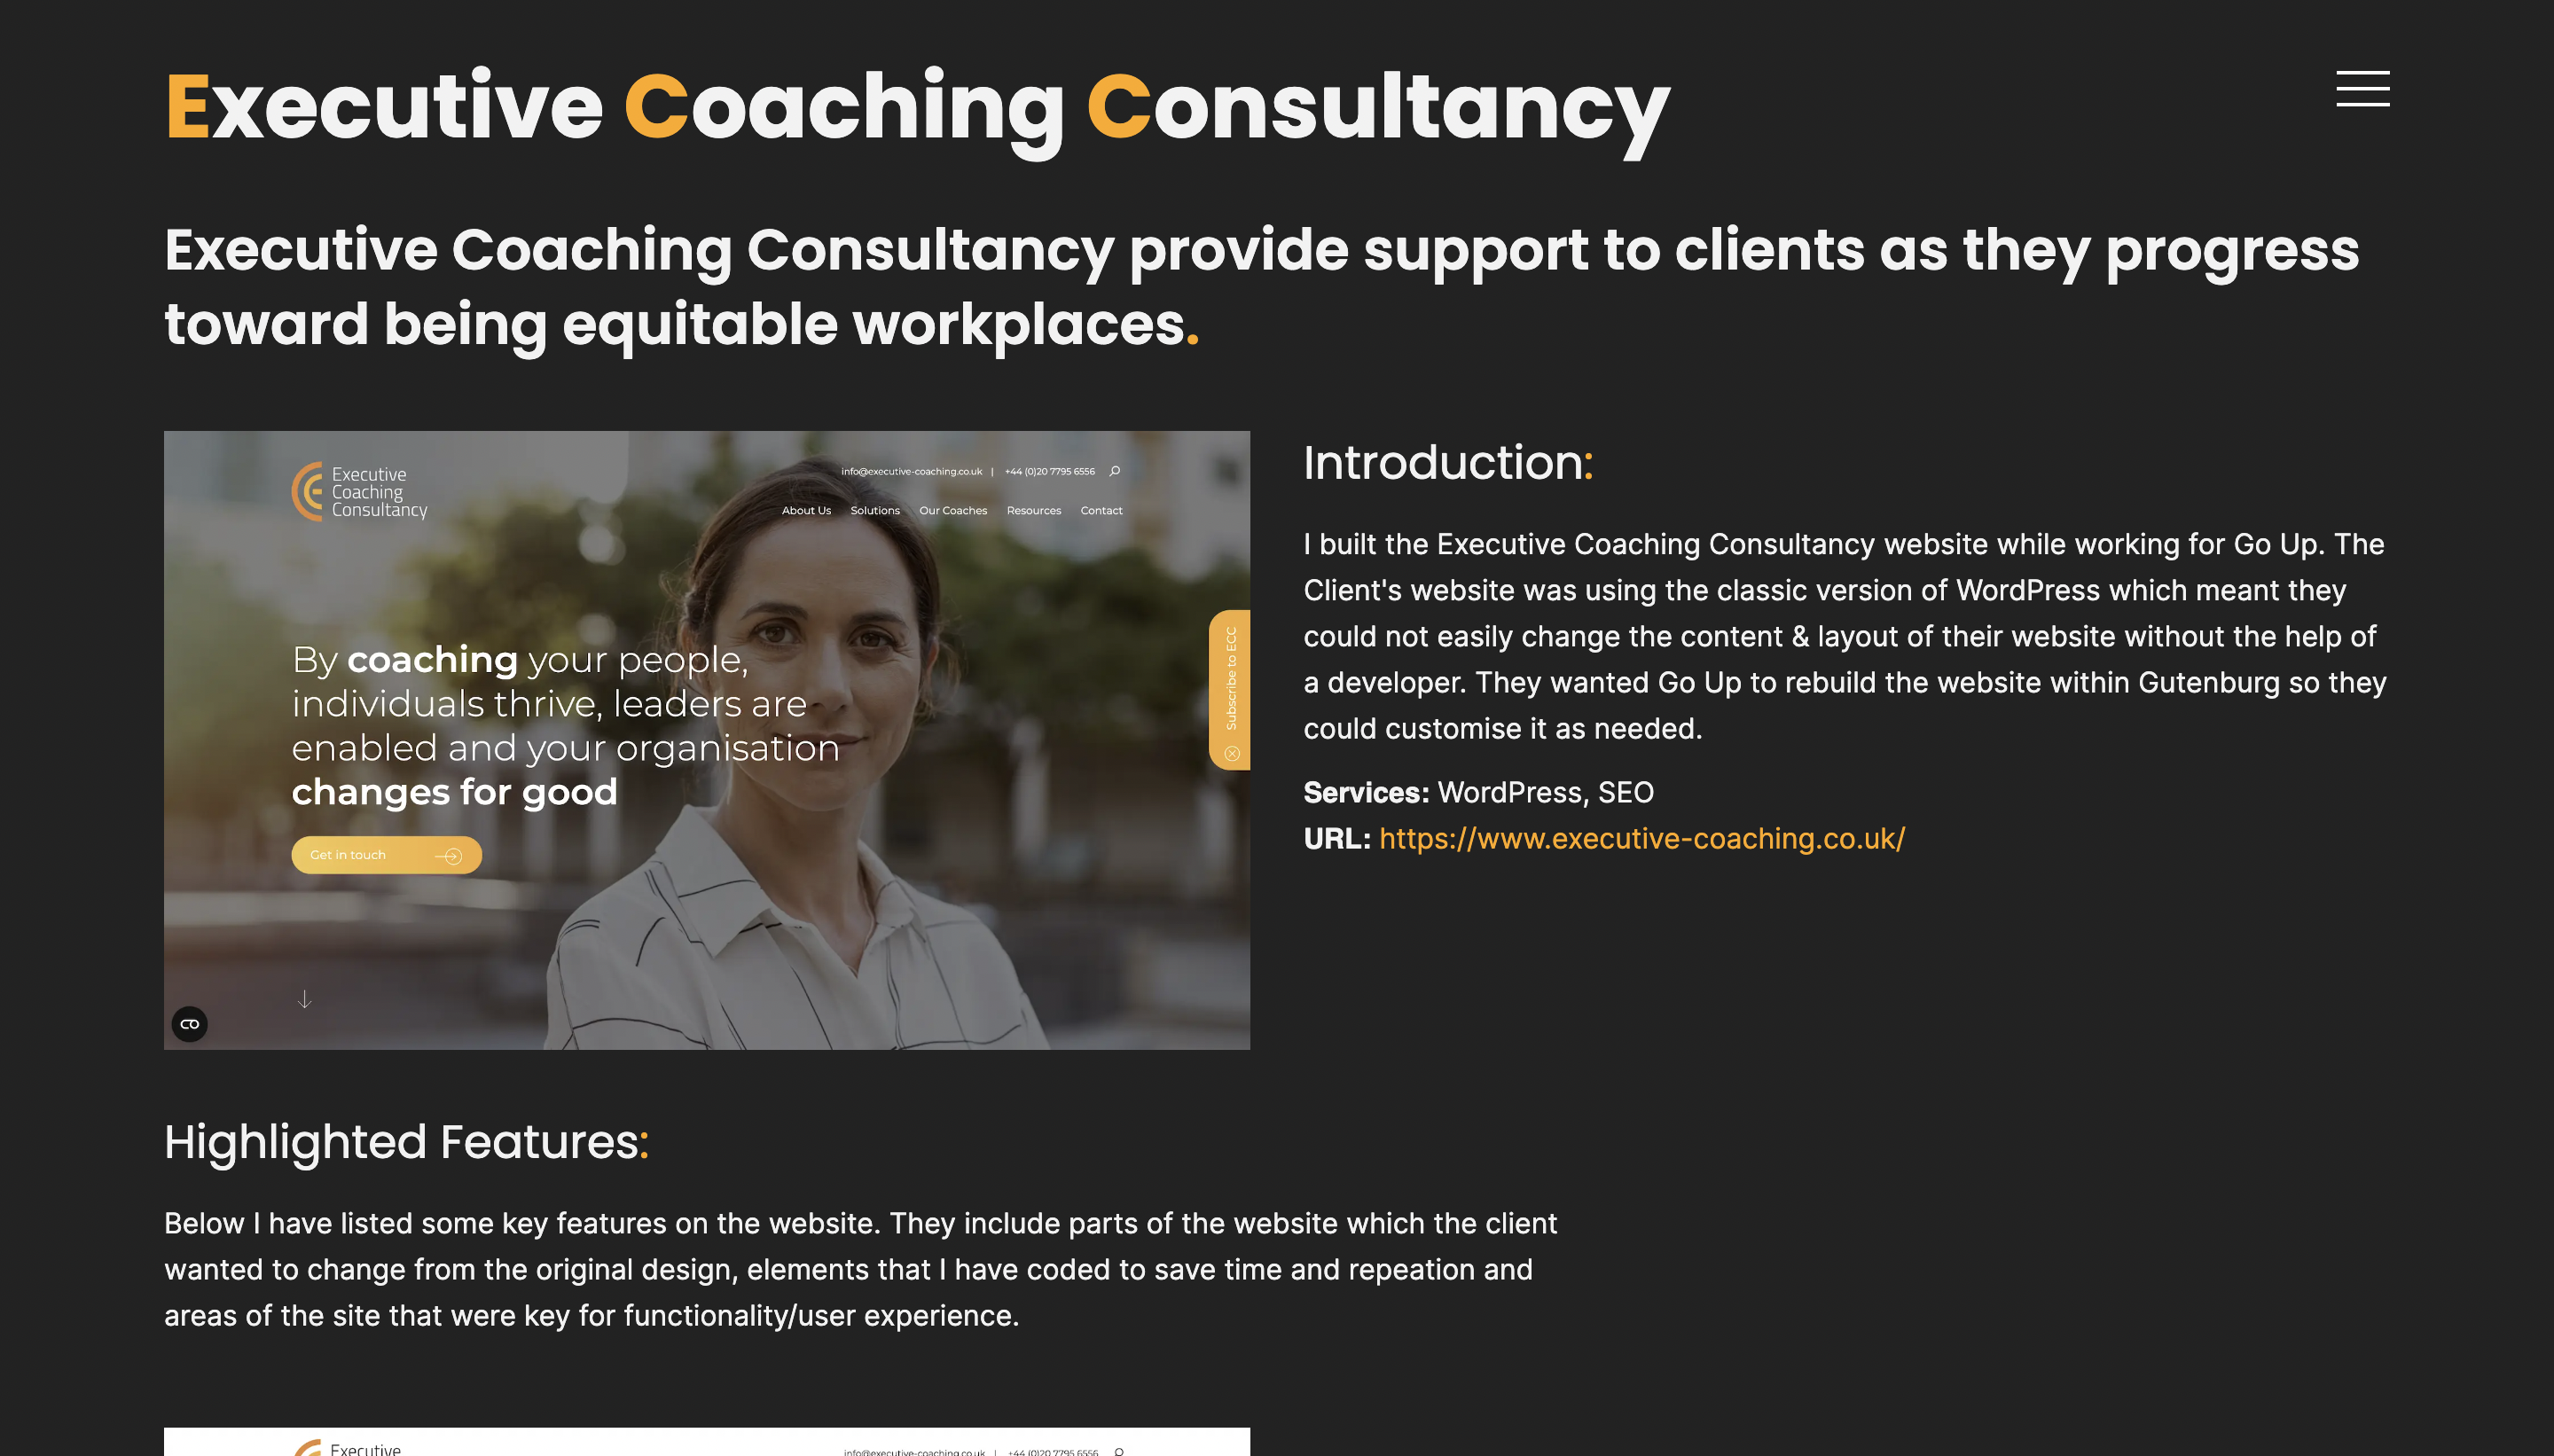 Executive Coaching Consultancy
Executive Coaching Consultancy provide support to clients as they progress
toward being equitable workplaces.
Executive
Coaching
Consultancy
info@executive-coaching.co.uk | +44 (0)20 7795 6556
About Us Solutions Our Coaches Resources Contact
By coaching your people,
individuals thrive, leaders are
enabled and your organisation
changes for good
Get in touch
Subscribe to ECC
Introduction:
I built the Executive Coaching Consultancy website while working for Go Up. The
Client's website was using the classic version of WordPress which meant they
could not easily change the content & layout of their website without the help of
a developer. They wanted Go Up to rebuild the website within Gutenburg so they
could customise it as needed.
Services: WordPress, SEO
URL: https://www.executive-coaching.co.uk/
Highlighted Features:
Below I have listed some key features on the website. They include parts of the website which the client
wanted to change from the original design, elements that I have coded to save time and repeation and
areas of the site that were key for functionality/user experience.
Executive
info@executive-coaching.co.uk | +44 (0)20 7795 6556